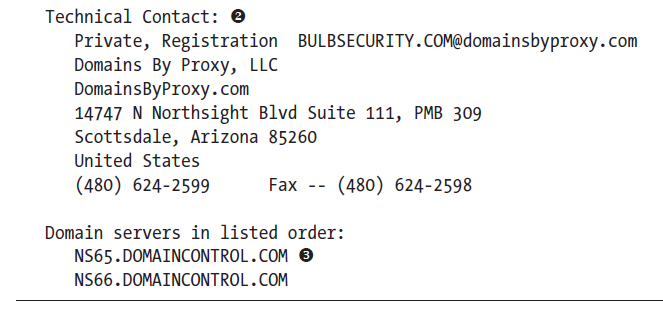 Technical Contact: ❷
Private, Registration BULBSECURITY.COM@domainsbyproxy.com
Domains By Proxy, LLC
DomainsByProxy.com
14747 N Northsight Blvd Suite 111, PMB 309
Scottsdale, Arizona 85260
United States
(480) 624-2599 Fax -- (480) 624-2598
Domain servers in listed order:
NS65.DOMAINCONTROL.COM ❸
NS66.DOMAINCONTROL.COM